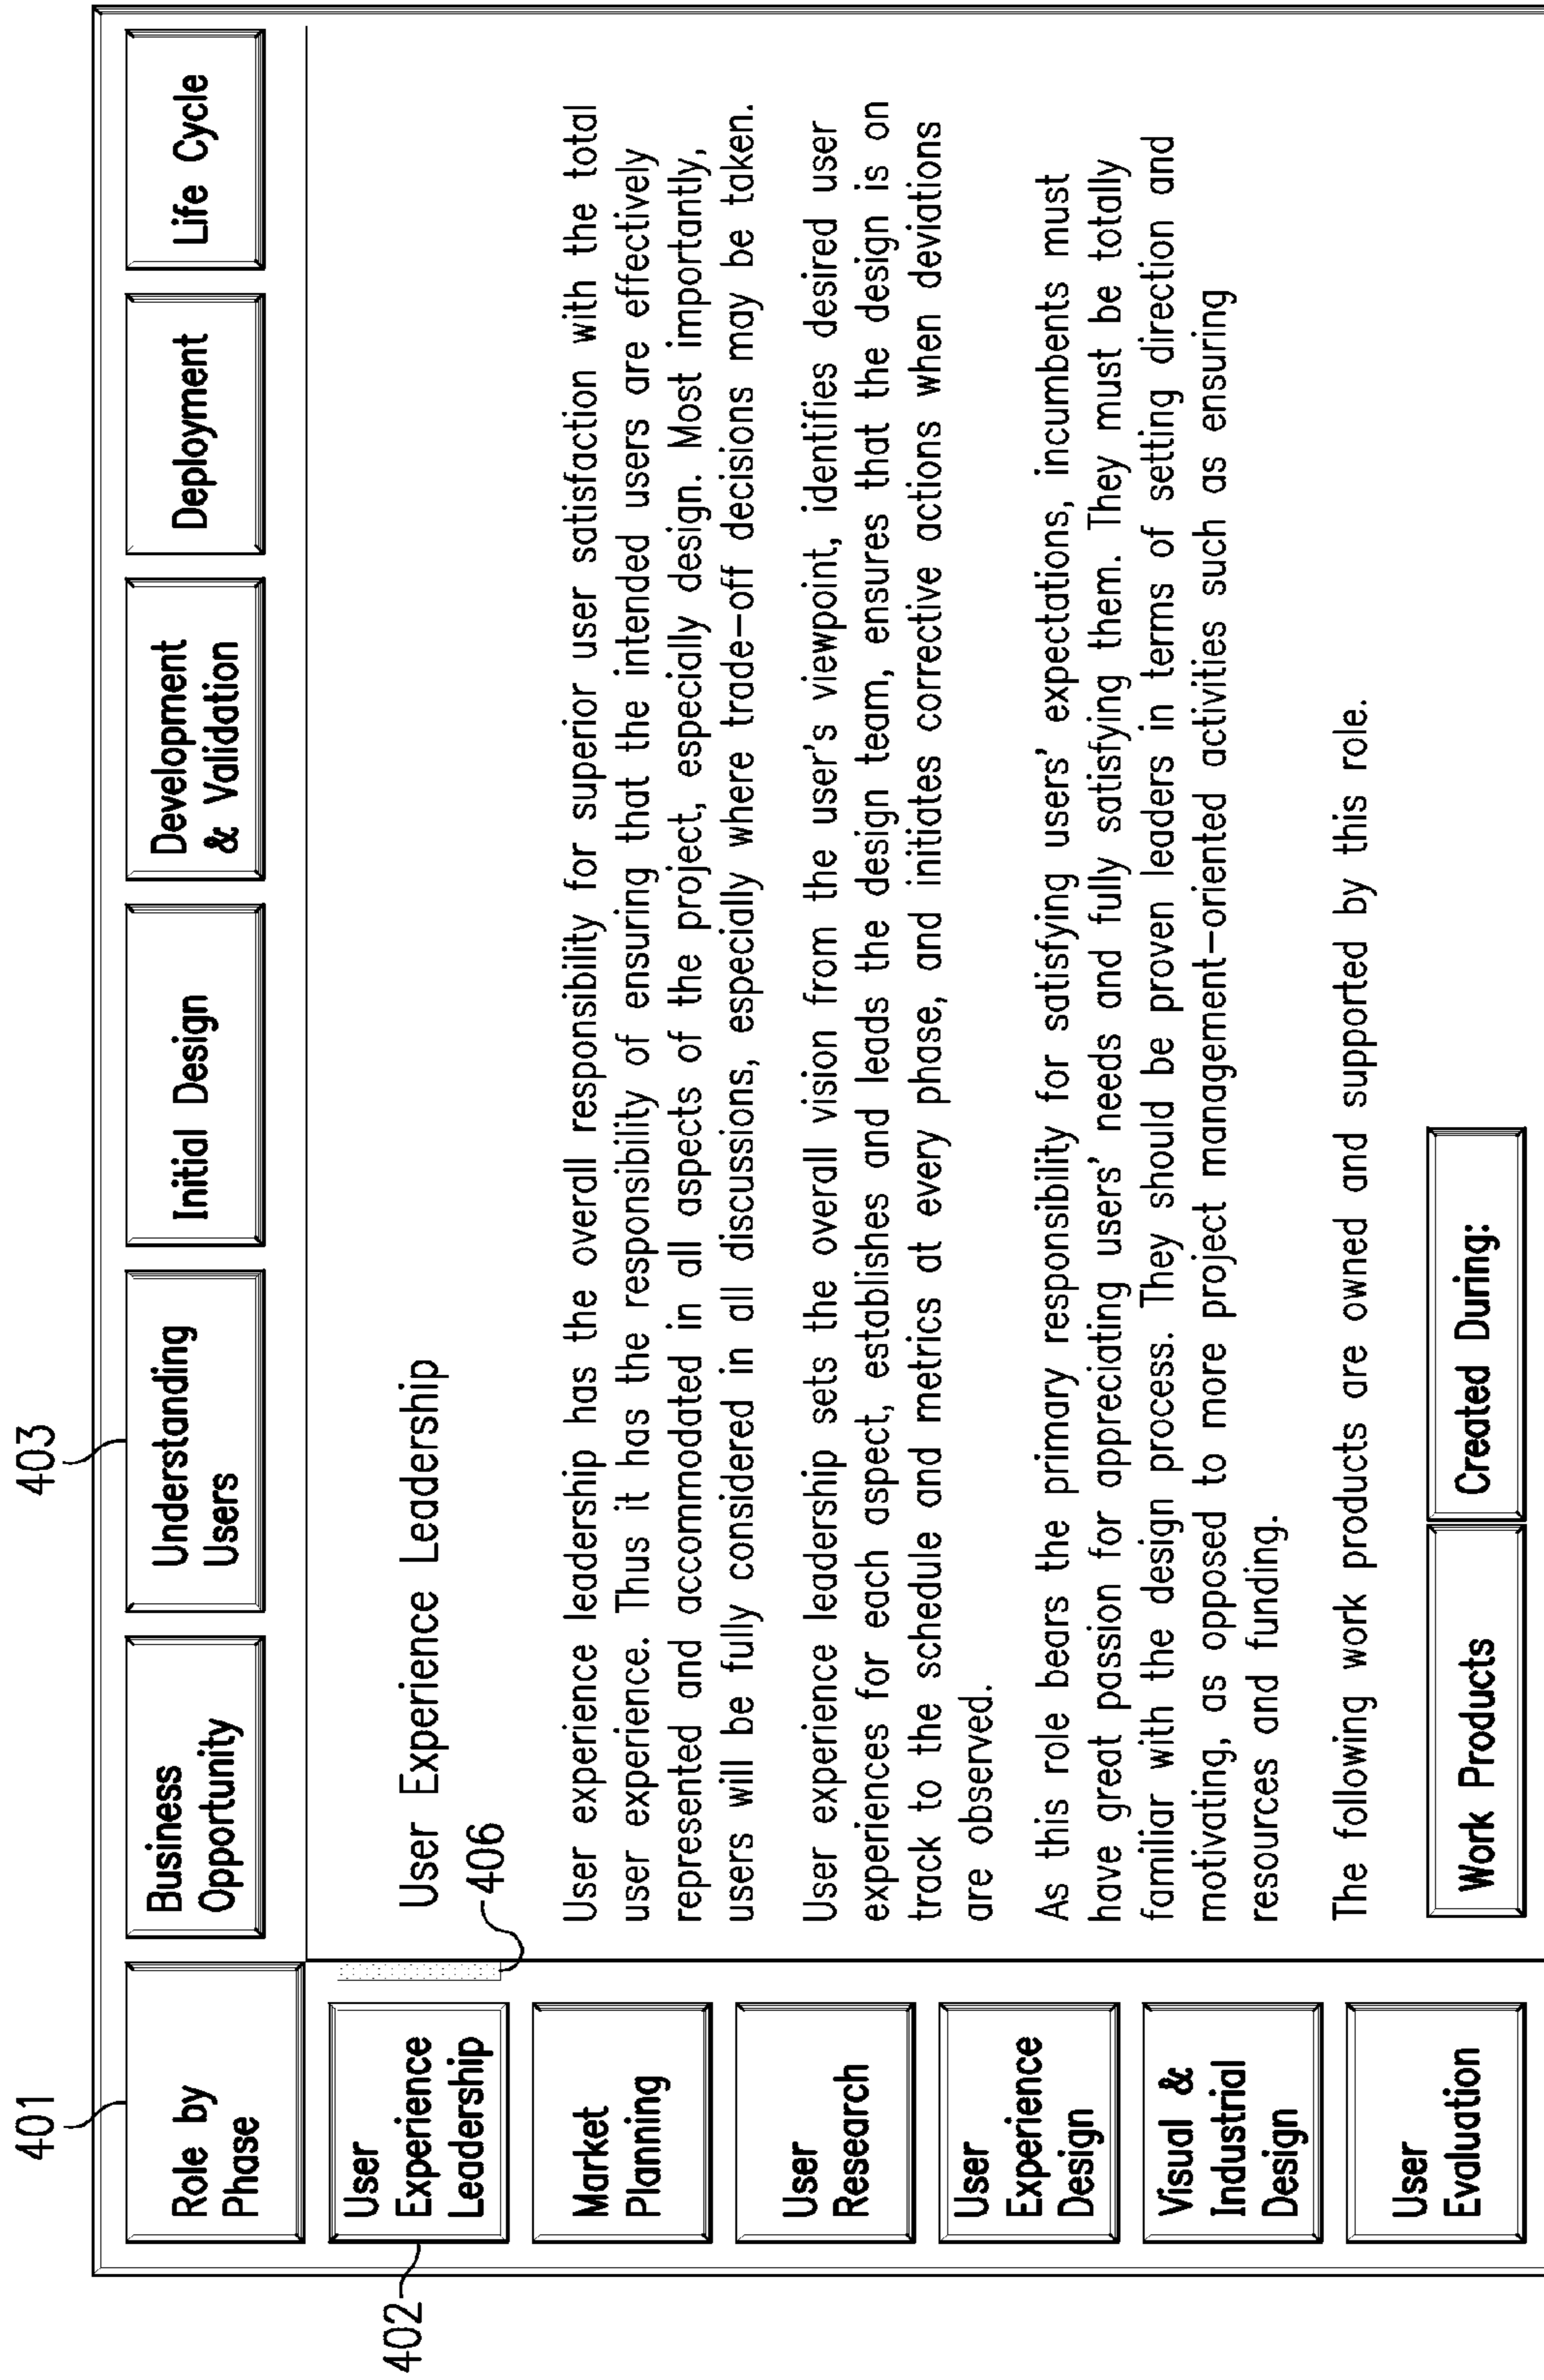 401
403
Role by
Phase
Business
Opportunity
Understanding
Users
Initial Design
Development
& Validation
Deployment
Life Cycle
402
User
Experience
Leadership
Market
Planning
User
Research
User
Experience
Design
Visual &
Industrial
Design
User
Evaluation
User Experience Leadership
406
User experience leadership has the overall responsibility for superior user satisfaction with the total
user experience. Thus it has the responsibility of ensuring that the intended users are effectively
represented and accommodated in all aspects of the project, especially design. Most importantly,
users will be fully considered in all discussions, especially where trade-off decisions may be taken.
User experience leadership sets the overall vision from the user's viewpoint, identifies desired user
experiences for each aspect, establishes and leads the design team, ensures that the design is on
track to the schedule and metrics at every phase, and initiates corrective actions when deviations
are observed.
As this role bears the primary responsibility for satisfying users' expectations, incumbents must
have great passion for appreciating users' needs and fully satisfying them. They must be totally
familiar with the design process. They should be proven leaders in terms of setting direction and
motivating, as opposed to more project management-oriented activities such as ensuring
resources and funding.
The following work products are owned and supported by this role.
Work Products
Created During: